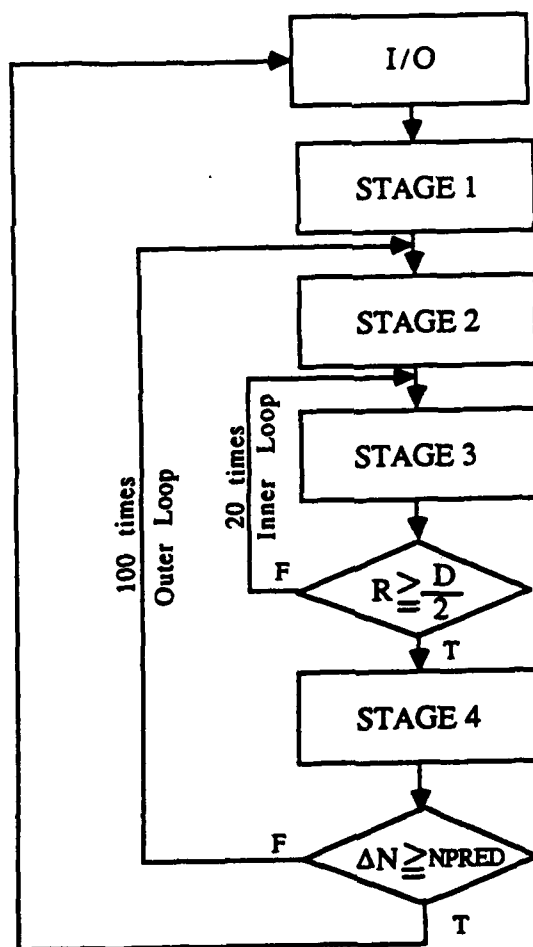 I/O
STAGE 1
STAGE 2
100 times
Outer Loop
20 times
Inner Loop
STAGE 3
F
R ≧ D/2
T
STAGE 4
F
ΔN ≧ NPRED
T